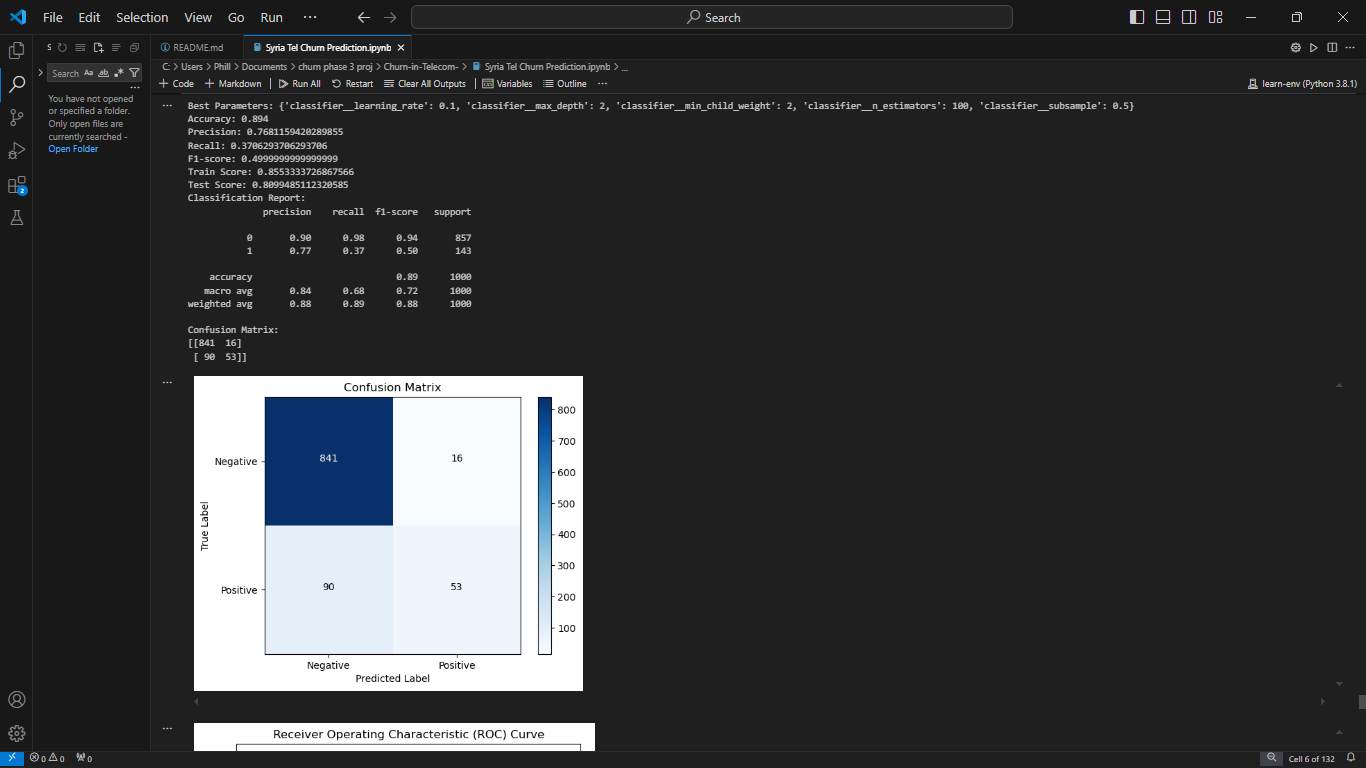 File Edit Selection View Go Run ··· Search
S
README.md Syria Tel Churn Prediction.ipynb
C: > Users > Phill > Documents > churn phase 3 proj > Churn-in-Telecom- > Syria Tel Churn Prediction.ipynb > ...
+ Code + Markdown Run All Restart Clear All Outputs Variables Outline ··· learn-env (Python 3.8.1)
Search Aa ab .*
You have not opened
or specified a folder.
Only open files are
currently searched -
Open Folder
Best Parameters: {'classifier__learning_rate': 0.1, 'classifier__max_depth': 2, 'classifier__min_child_weight': 2, 'classifier__n_estimators': 100, 'classifier__subsample': 0.5}
Accuracy: 0.894
Precision: 0.7681159420289855
Recall: 0.3706293706293706
F1-score: 0.4999999999999999
Train Score: 0.8553333726867566
Test Score: 0.8099485112320585
Classification Report:
precision recall f1-score support
0 0.90 0.98 0.94 857
1 0.77 0.37 0.50 143
accuracy 0.89 1000
macro avg 0.84 0.68 0.72 1000
weighted avg 0.88 0.89 0.88 1000
Confusion Matrix:
[[841 16]
[ 90 53]]
Confusion Matrix
800
700
600
500
400
300
200
100
True Label
Negative 841 16
Positive 90 53
Negative Positive
Predicted Label
Receiver Operating Characteristic (ROC) Curve
2
0 0 0 Cell 6 of 132